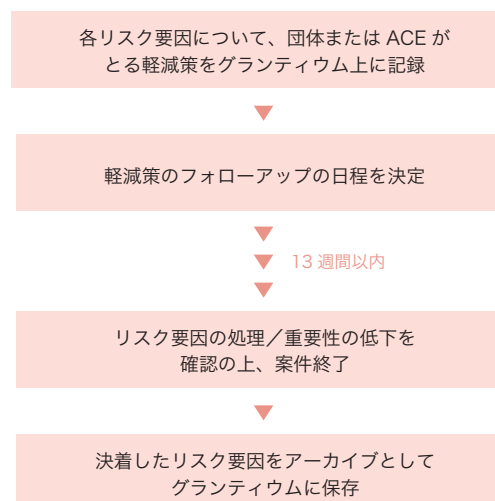 各リスク要因について、団体または ACE が
とる軽減策をグランティウム上に記録
軽減策のフォローアップの日程を決定
13 週間以内
リスク要因の処理／重要性の低下を
確認の上、案件終了
決着したリスク要因をアーカイブとして
グランティウムに保存